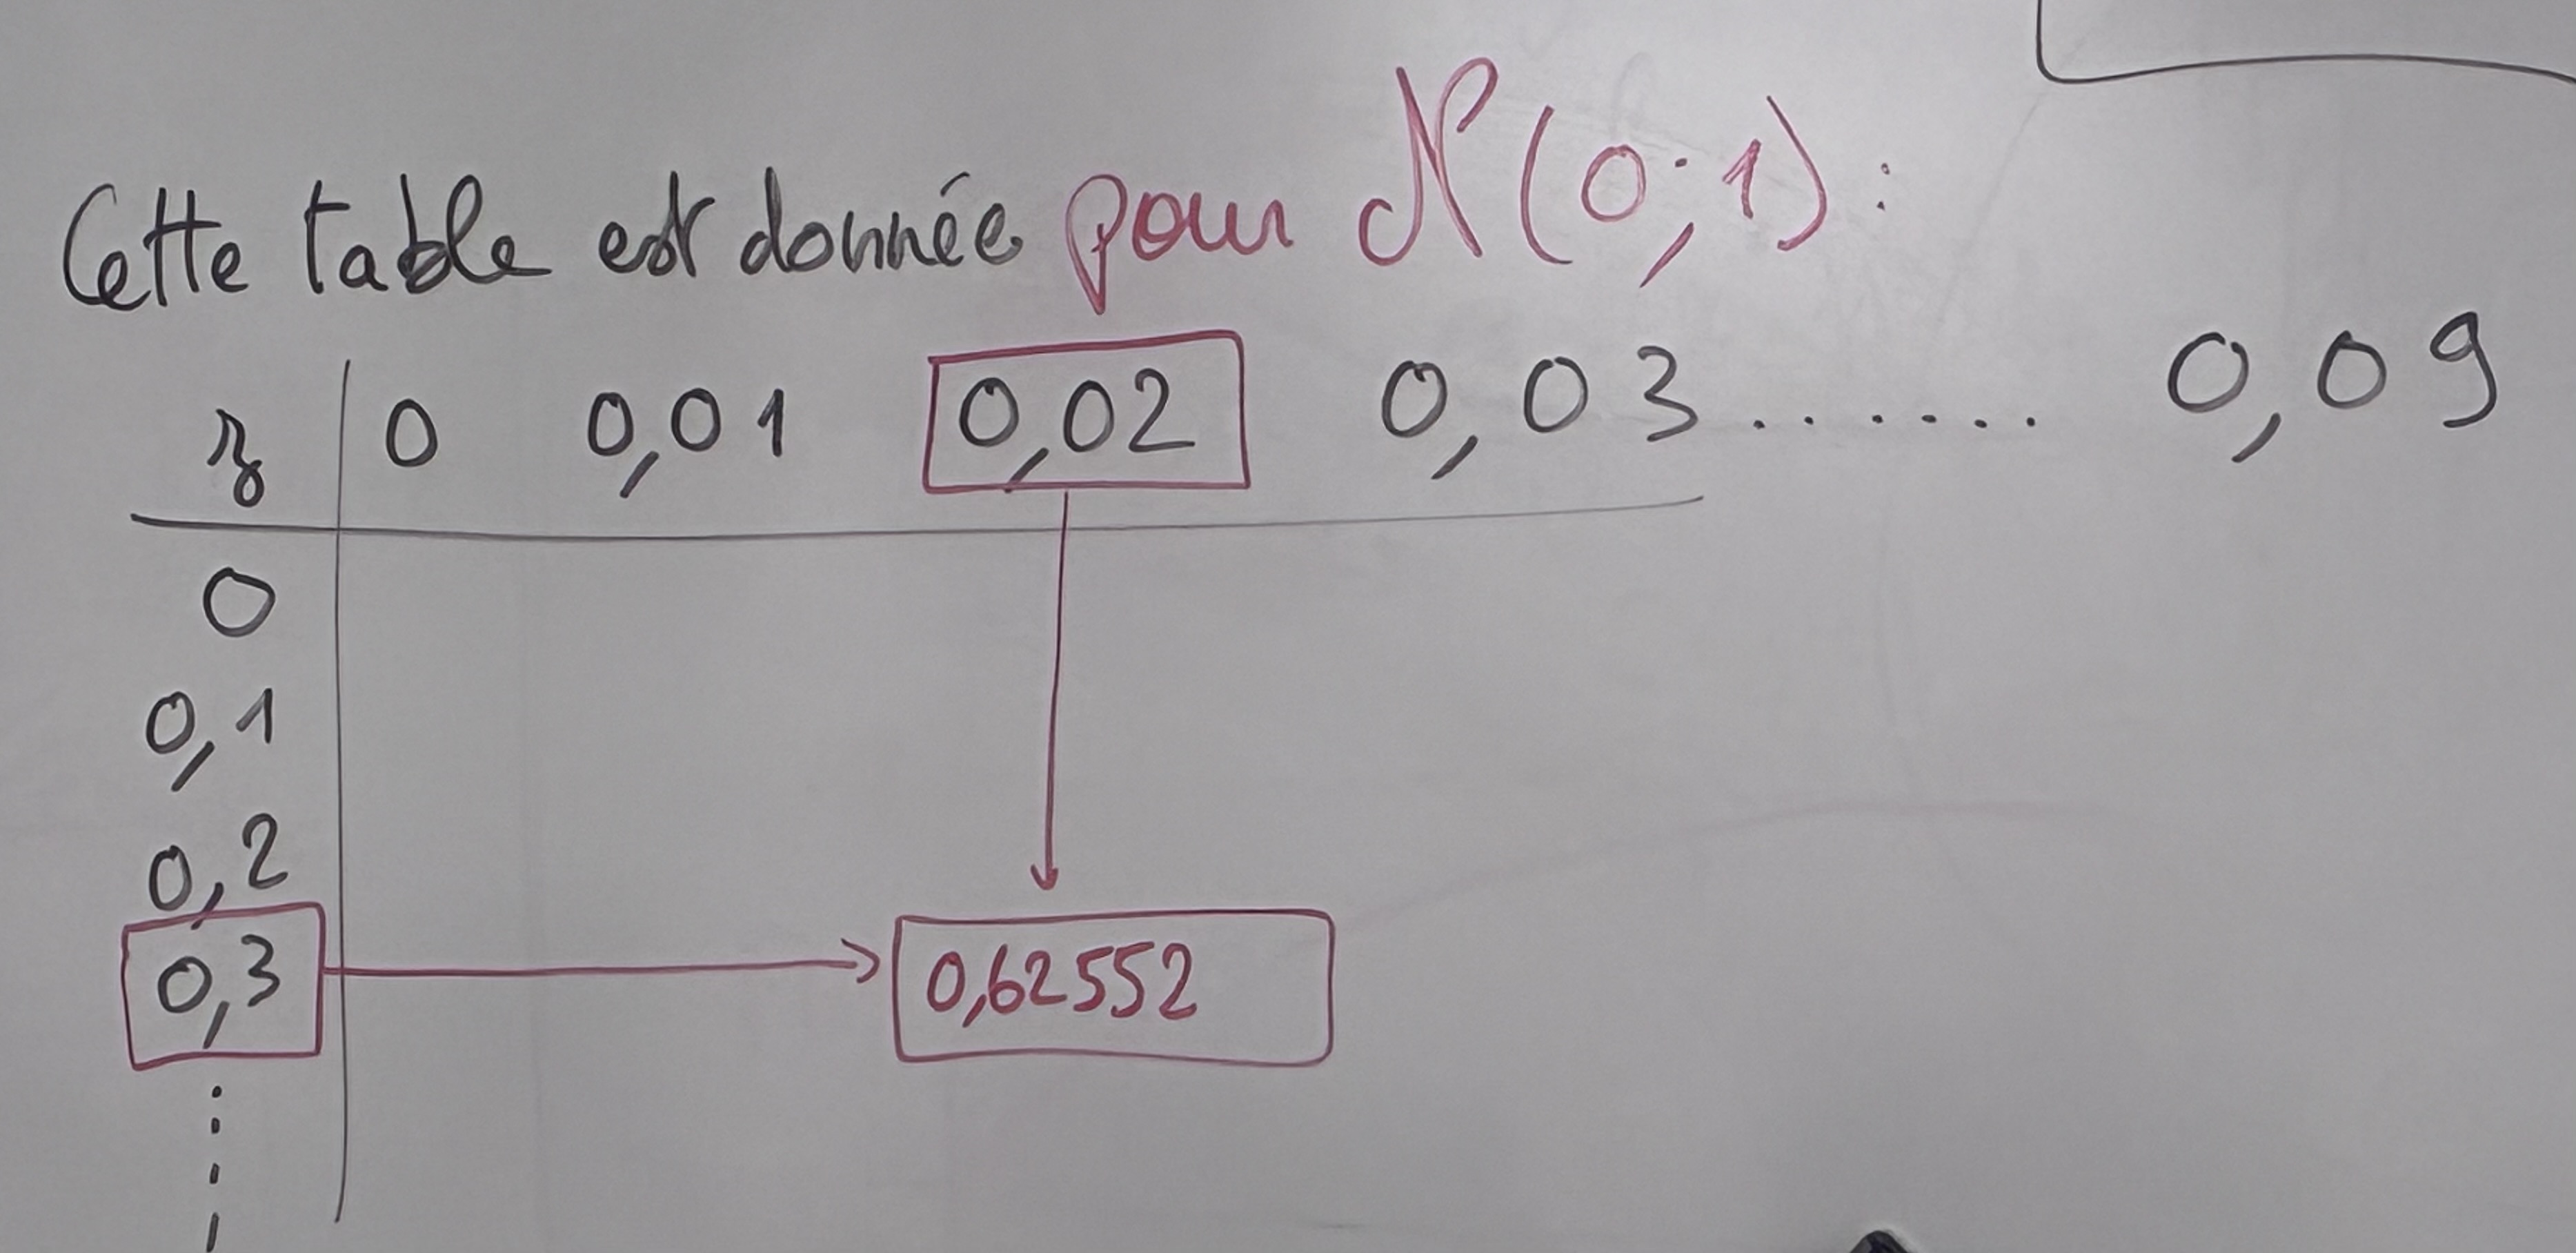 Cette table est donnée pour N(0;1):
z 0 0,01 0,02 0,03....... 0,09
0
0,1
0,2
0,3 0,62552